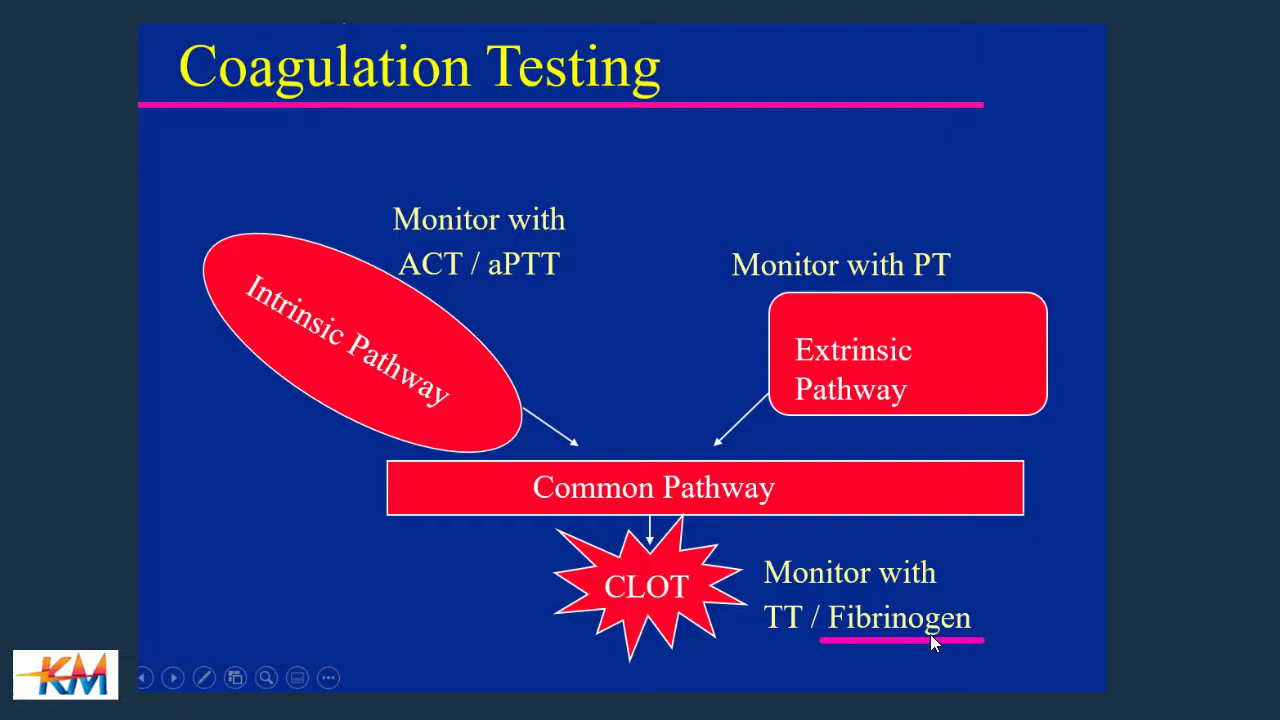 Coagulation Testing
Monitor with
ACT / aPTT
Monitor with PT
Intrinsic Pathway
Extrinsic
Pathway
Common Pathway
CLOT
Monitor with
TT / Fibrinogen
KM